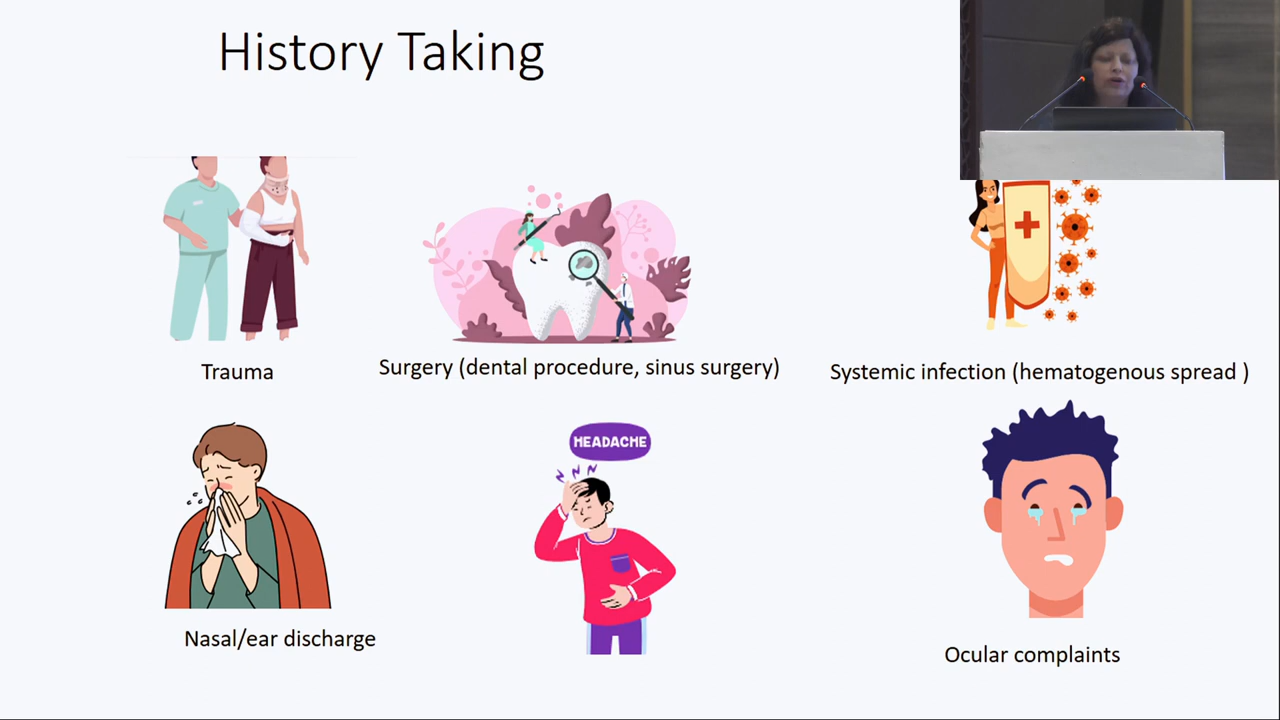 History Taking
Trauma
Surgery (dental procedure, sinus surgery)
Systemic infection (hematogenous spread )
HEADACHE
Nasal/ear discharge
Ocular complaints